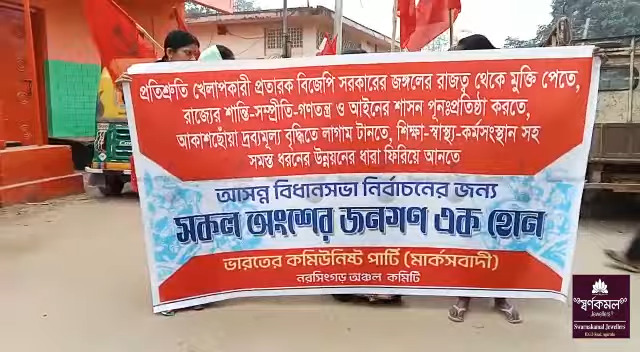 প্রতিশ্রুতি খেলাপকারী প্রতারক বিজেপি সরকারের জঙ্গলের রাজত্ব থেকে মুক্তি পেতে,
রাজ্যের শান্তি-সম্প্রীতি-গণতন্ত্র ও আইনের শাসন পুনঃপ্রতিষ্ঠা করতে,
আকাশছোঁয়া দ্রব্যমূল্য বৃদ্ধিতে লাগাম টানতে, শিক্ষা-স্বাস্থ্য-কর্মসংস্থান সহ
সমস্ত ধরনের উন্নয়নের ধারা ফিরিয়ে আনতে
আসন্ন বিধানসভা নির্বাচনের জন্য
সকল অংশের জনগণ এক হোন
ভারতের কমিউনিষ্ট পার্টি (মার্কসবাদী)
নরসিংগড় অঞ্চল কমিটি
স্বর্ণকমল
Jewellers
Swarnakamal Jewellers